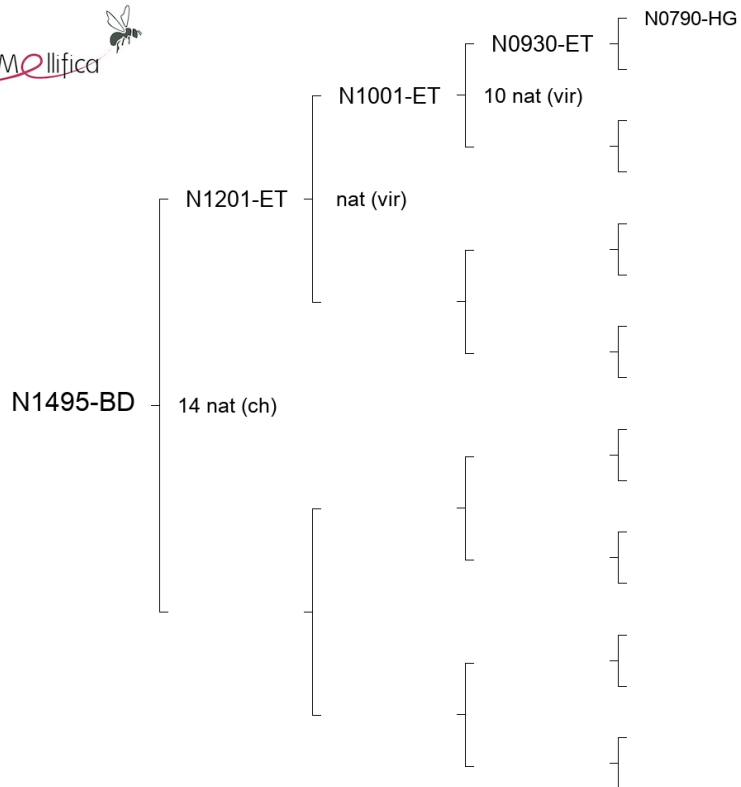 Mellifica
N0790-HG
N0930-ET
N1001-ET 10 nat (vir)
N1201-ET nat (vir)
N1495-BD 14 nat (ch)